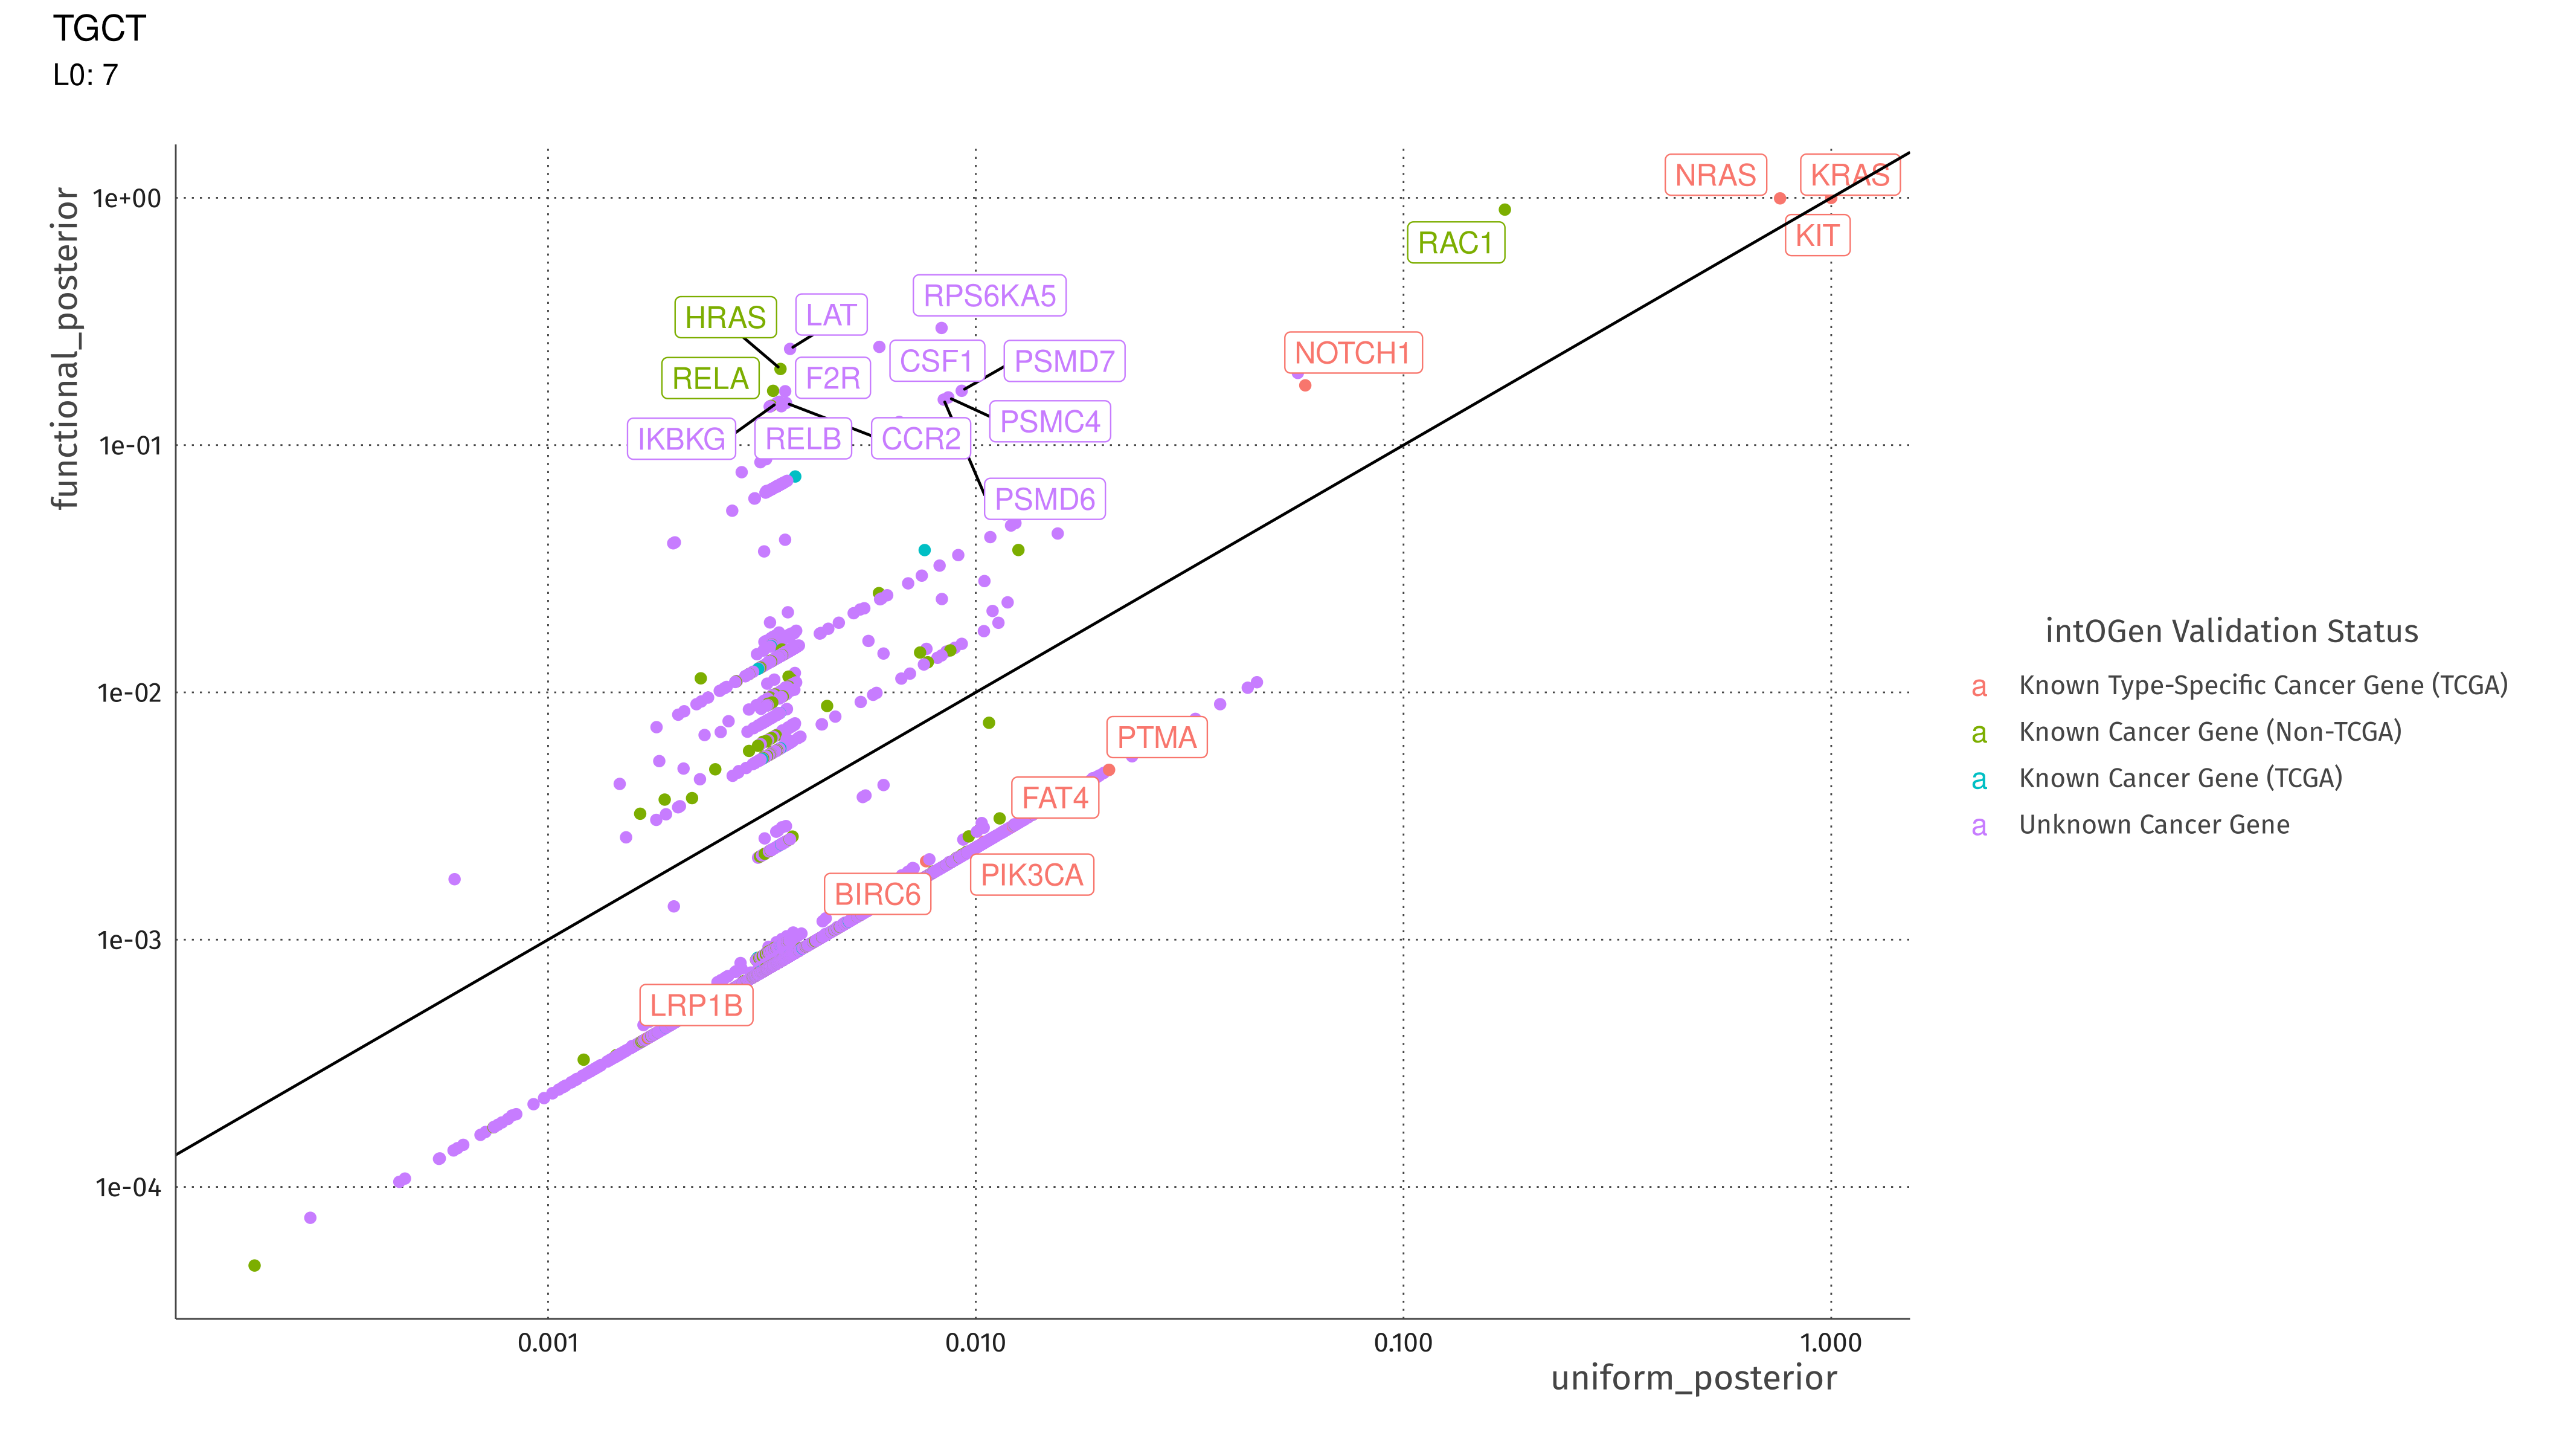 TGCT
L0: 7
functional_posterior
1e+00
1e-01
1e-02
1e-03
1e-04
NRAS
KRAS
KIT
RAC1
RPS6KA5
HRAS
LAT
NOTCH1
CSF1
PSMD7
RELA
F2R
PSMC4
IKBKG
RELB
CCR2
PSMD6
PTMA
FAT4
PIK3CA
BIRC6
LRP1B
0.001
0.010
0.100
1.000
uniform_posterior
intOGen Validation Status
a Known Type-Specific Cancer Gene (TCGA)
a Known Cancer Gene (Non-TCGA)
a Known Cancer Gene (TCGA)
a Unknown Cancer Gene